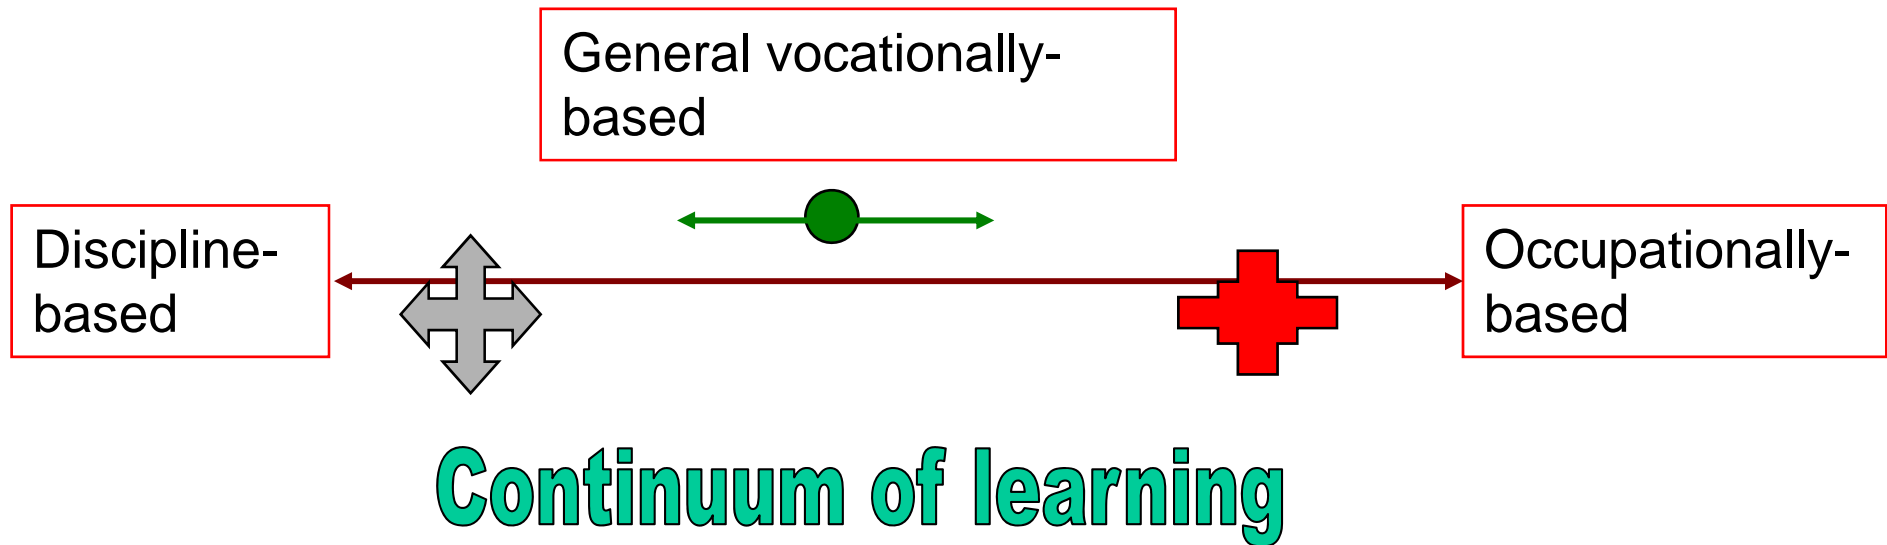 General vocationally-
based
Discipline-
based
Occupationally-
based
Continuum of learning